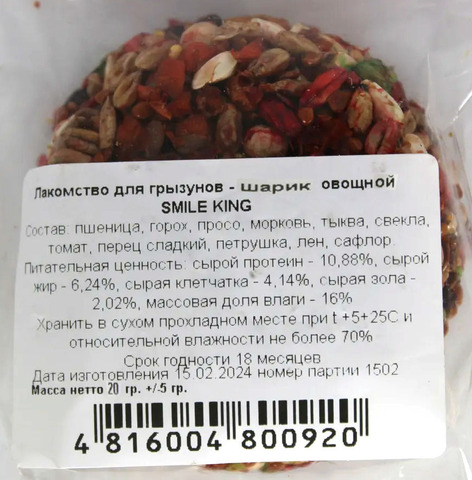 Лакомство для грызунов - шарик овощной
SMILE KING
Состав: пшеница, горох, просо, морковь, тыква, свекла,
томат, перец сладкий, петрушка, лен, сафлор.
Питательная ценность: сырой протеин - 10,88%, сырой
жир - 6,24%, сырая клетчатка - 4,14%, сырая зола -
2,02%, массовая доля влаги - 16%
Хранить в сухом прохладном месте при t +5+25С и
относительной влажности не более 70%
Срок годности 18 месяцев
Дата изготовления 15.02.2024 номер партии 1502
Масса нетто 20 гр. +/-5 гр.
4 816004 800920